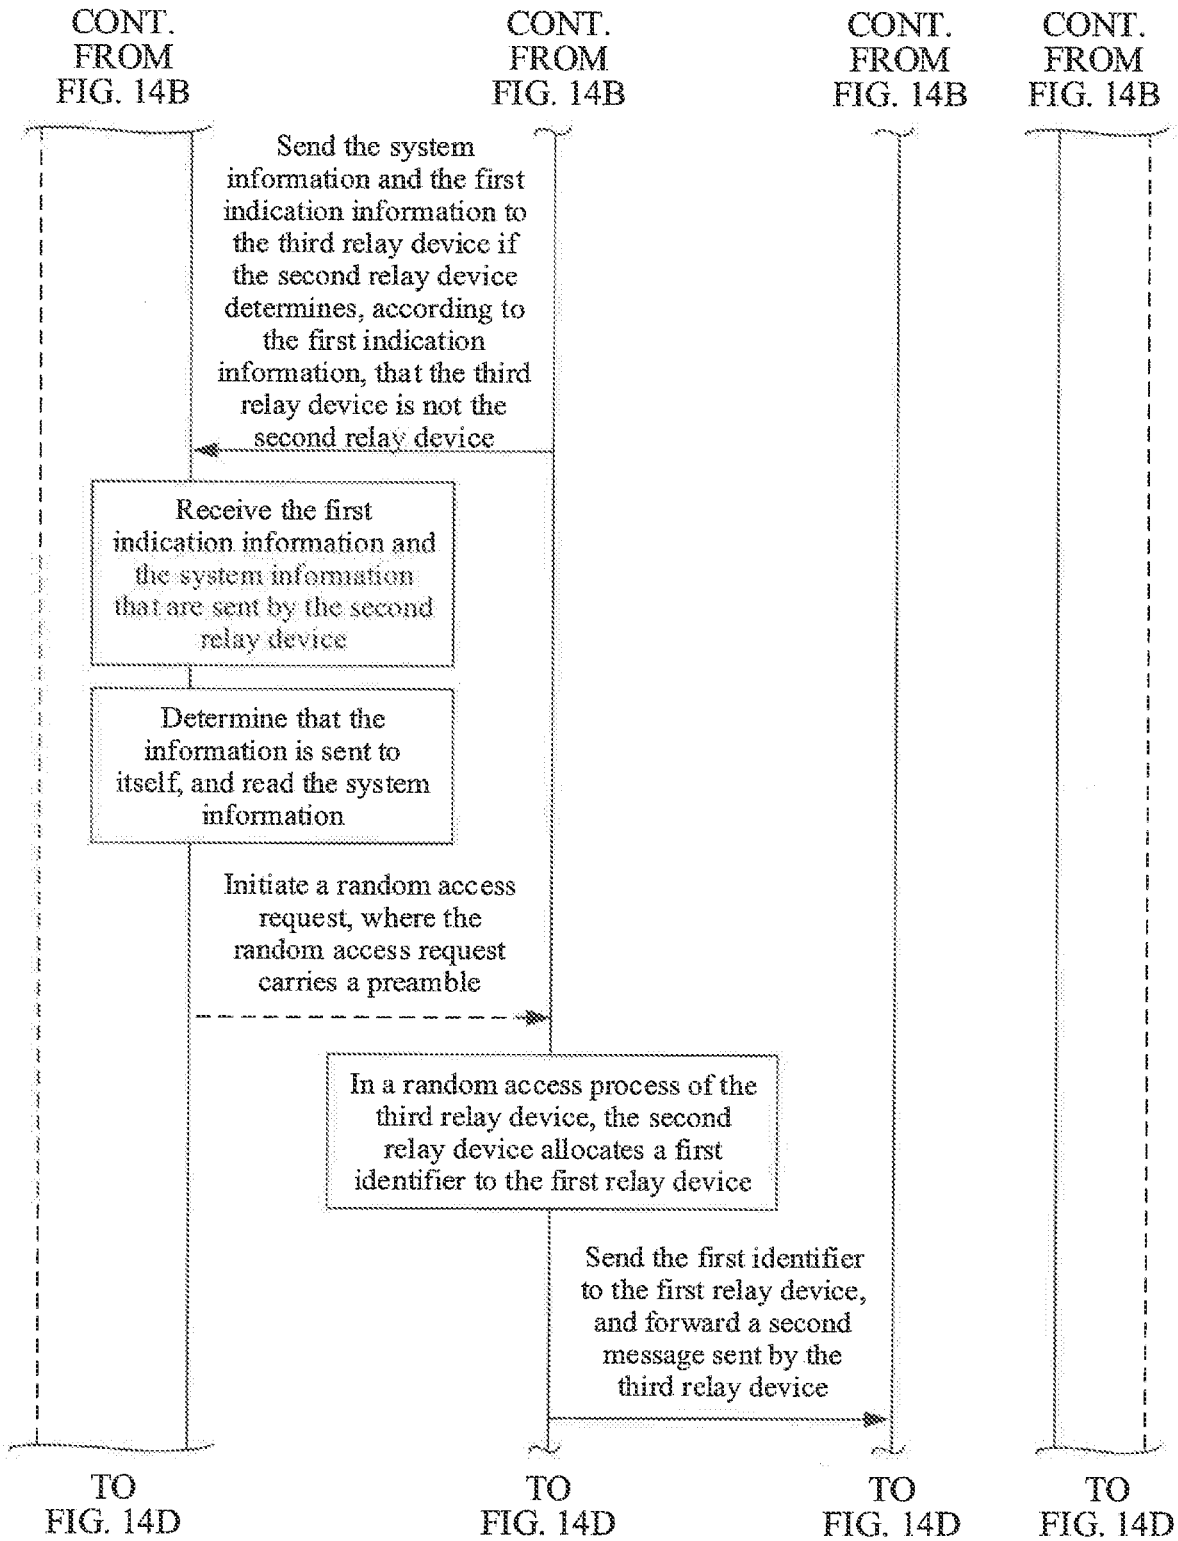 CONT.
FROM
FIG. 14B
CONT.
FROM
FIG. 14B
CONT.
FROM
FIG. 14B
CONT.
FROM
FIG. 14B
Send the system
information and the first
indication information to
the third relay device if
the second relay device
determines, according to
the first indication
information, that the third
relay device is not the
second relay device
Receive the first
indication information and
the system information
that are sent by the second
relay device
Determine that the
information is sent to
itself, and read the system
information
Initiate a random access
request, where the
random access request
carries a preamble
In a random access process of the
third relay device, the second
relay device allocates a first
identifier to the first relay device
Send the first identifier
to the first relay device,
and forward a second
message sent by the
third relay device
TO
FIG. 14D
TO
FIG. 14D
TO
FIG. 14D
TO
FIG. 14D